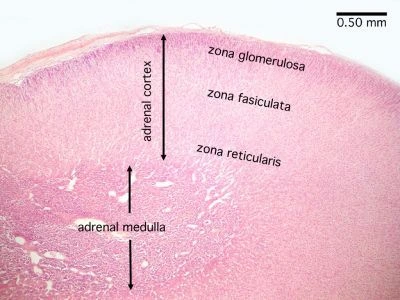 0.50 mm
zona glomerulosa
adrenal cortex
zona fasiculata
zona reticularis
adrenal medulla